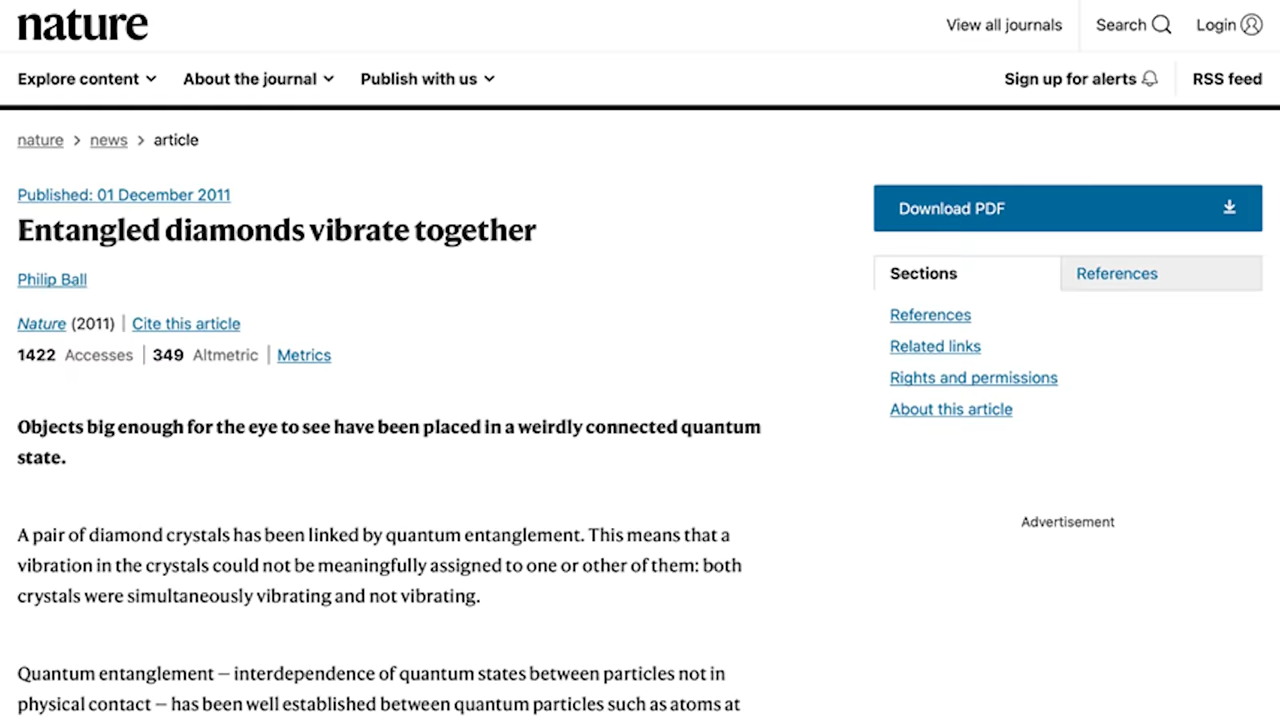 nature
View all journals
Search
Login
Explore content
About the journal
Publish with us
Sign up for alerts
RSS feed
nature > news > article
Published: 01 December 2011
Entangled diamonds vibrate together
Philip Ball
Nature (2011) | Cite this article
1422 Accesses | 349 Altmetric | Metrics
Objects big enough for the eye to see have been placed in a weirdly connected quantum
state.
A pair of diamond crystals has been linked by quantum entanglement. This means that a
vibration in the crystals could not be meaningfully assigned to one or other of them: both
crystals were simultaneously vibrating and not vibrating.
Quantum entanglement — interdependence of quantum states between particles not in
physical contact — has been well established between quantum particles such as atoms at
Download PDF
Sections
References
References
Related links
Rights and permissions
About this article
Advertisement